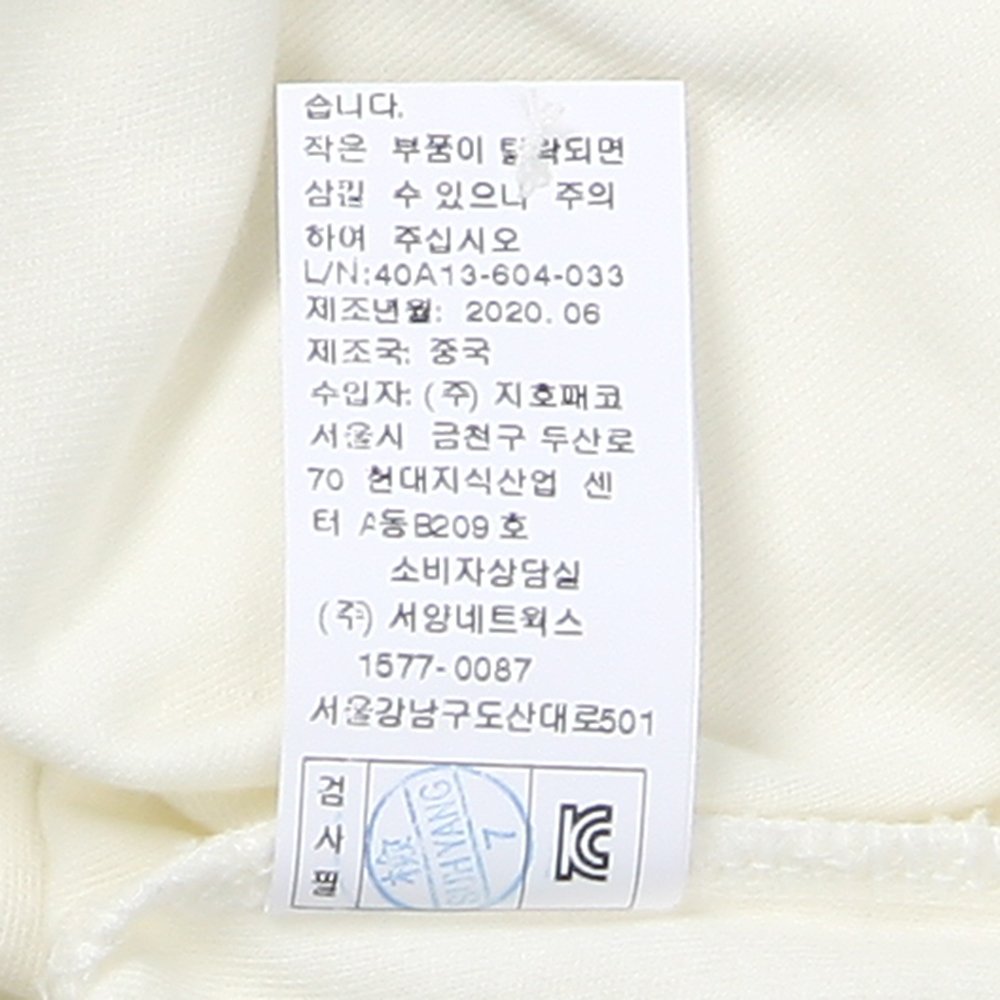 습니다.
작은 부품이 탈락되면
삼킬 수 있으니 주의
하여 주십시오
L/N:40A13-604-033
제조년월: 2020. 06
제조국: 중국
수입자: (주) 지호패코
서울시 금천구 두산로
70 현대지식산업 센
터 A동B209호
소비자상담실
(주) 서양네트웍스
1577-0087
서울강남구도산대로501
검
사
필
檢
SUHYANG
7
KC